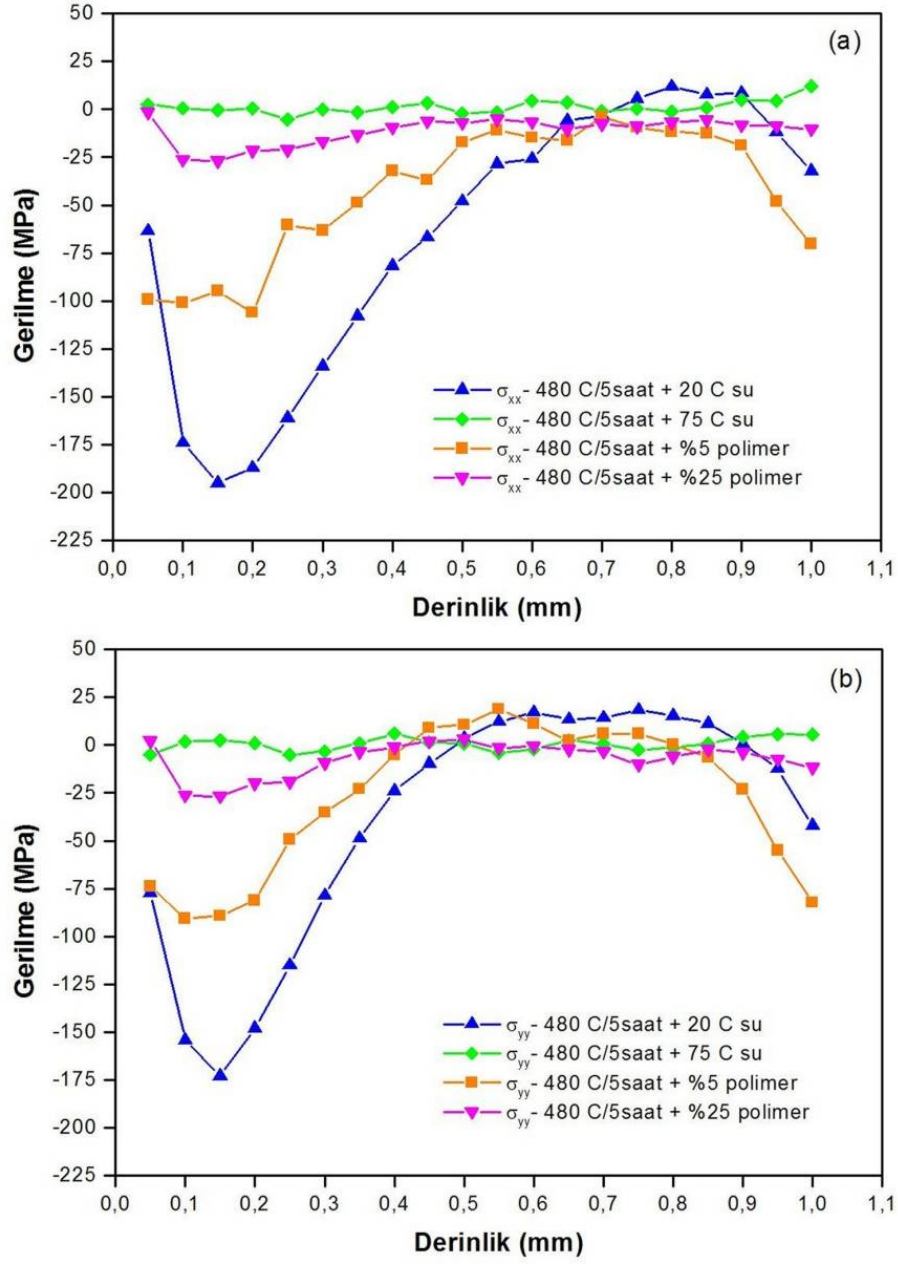 (a)
50
25
0
-25
-50
-75
-100
-125
-150
-175
-200
-225
Gerilme (MPa)
σxx- 480 C/5saat + 20 C su
σxx- 480 C/5saat + 75 C su
σxx- 480 C/5saat + %5 polimer
σxx- 480 C/5saat + %25 polimer
0,0 0,1 0,2 0,3 0,4 0,5 0,6 0,7 0,8 0,9 1,0 1,1
Derinlik (mm)
(b)
50
25
0
-25
-50
-75
-100
-125
-150
-175
-200
-225
Gerilme (MPa)
σyy- 480 C/5saat + 20 C su
σyy- 480 C/5saat + 75 C su
σyy- 480 C/5saat + %5 polimer
σyy- 480 C/5saat + %25 polimer
0,0 0,1 0,2 0,3 0,4 0,5 0,6 0,7 0,8 0,9 1,0 1,1
Derinlik (mm)